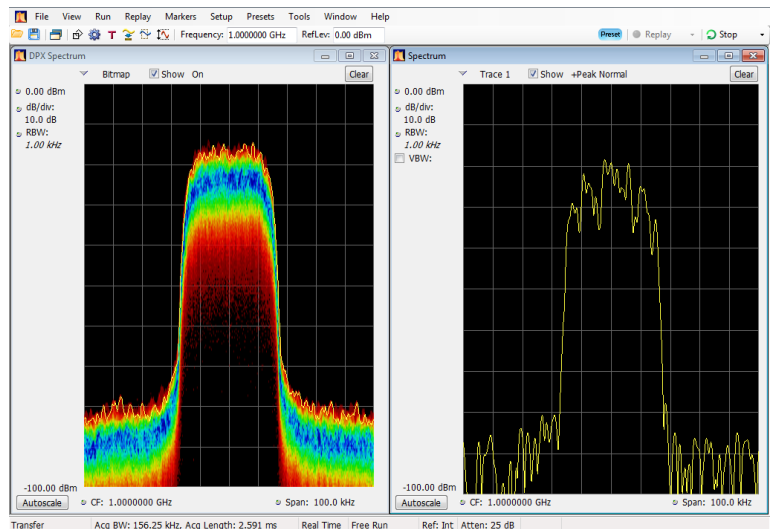 File View Run Replay Markers Setup Presets Tools Window Help
Frequency: 1.0000000 GHz RefLev: 0.00 dBm Preset Replay Stop
DPX Spectrum
Bitmap Show On Clear
0.00 dBm
dB/div:
10.0 dB
RBW:
1.00 kHz
-100.00 dBm
Autoscale CF: 1.0000000 GHz Span: 100.0 kHz
Spectrum
Trace 1 Show +Peak Normal Clear
0.00 dBm
dB/div:
10.0 dB
RBW:
1.00 kHz
VBW:
-100.00 dBm
Autoscale CF: 1.0000000 GHz Span: 100.0 kHz
Transfer Acq BW: 156.25 kHz, Acq Length: 2.591 ms Real Time Free Run Ref: Int Atten: 25 dB